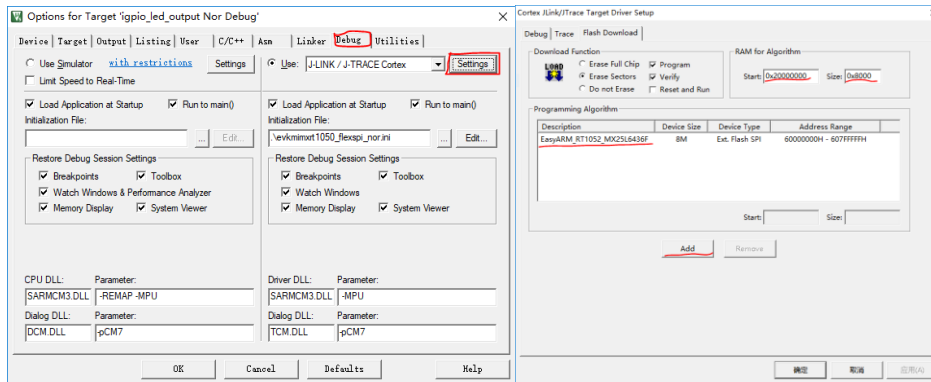 Options for Target 'igpio_led_output Nor Debug'
Device | Target | Output | Listing | User | C/C++ | Asm | Linker | Debug | Utilities
Use Simulator with restrictions Settings
Limit Speed to Real-Time
Use: J-LINK / J-TRACE Cortex Settings
Load Application at Startup Run to main()
Initialization File:
... Edit...
Load Application at Startup Run to main()
Initialization File:
.\evkmimxrt1050_flexspi_nor.ini ... Edit...
Restore Debug Session Settings
Breakpoints Toolbox
Watch Windows & Performance Analyzer
Memory Display System Viewer
Restore Debug Session Settings
Breakpoints Toolbox
Watch Windows
Memory Display System Viewer
CPU DLL: Parameter:
SARMCM3.DLL -REMAP -MPU
Dialog DLL: Parameter:
DCM.DLL -pCM7
Driver DLL: Parameter:
SARMCM3.DLL -MPU
Dialog DLL: Parameter:
TCM.DLL -pCM7
OK Cancel Defaults Help
Cortex JLink/JTrace Target Driver Setup
Debug | Trace Flash Download
Download Function
LOAD
Erase Full Chip Program
Erase Sectors Verify
Do not Erase Reset and Run
RAM for Algorithm
Start: 0x20000000 Size: 0x8000
Programming Algorithm
Description Device Size Device Type Address Range
EasyARM_RT1052_MX25L6436F 8M Ext. Flash SPI 60000000H - 607FFFFFH
Start: Size:
Add Remove
确定 取消 应用(A)